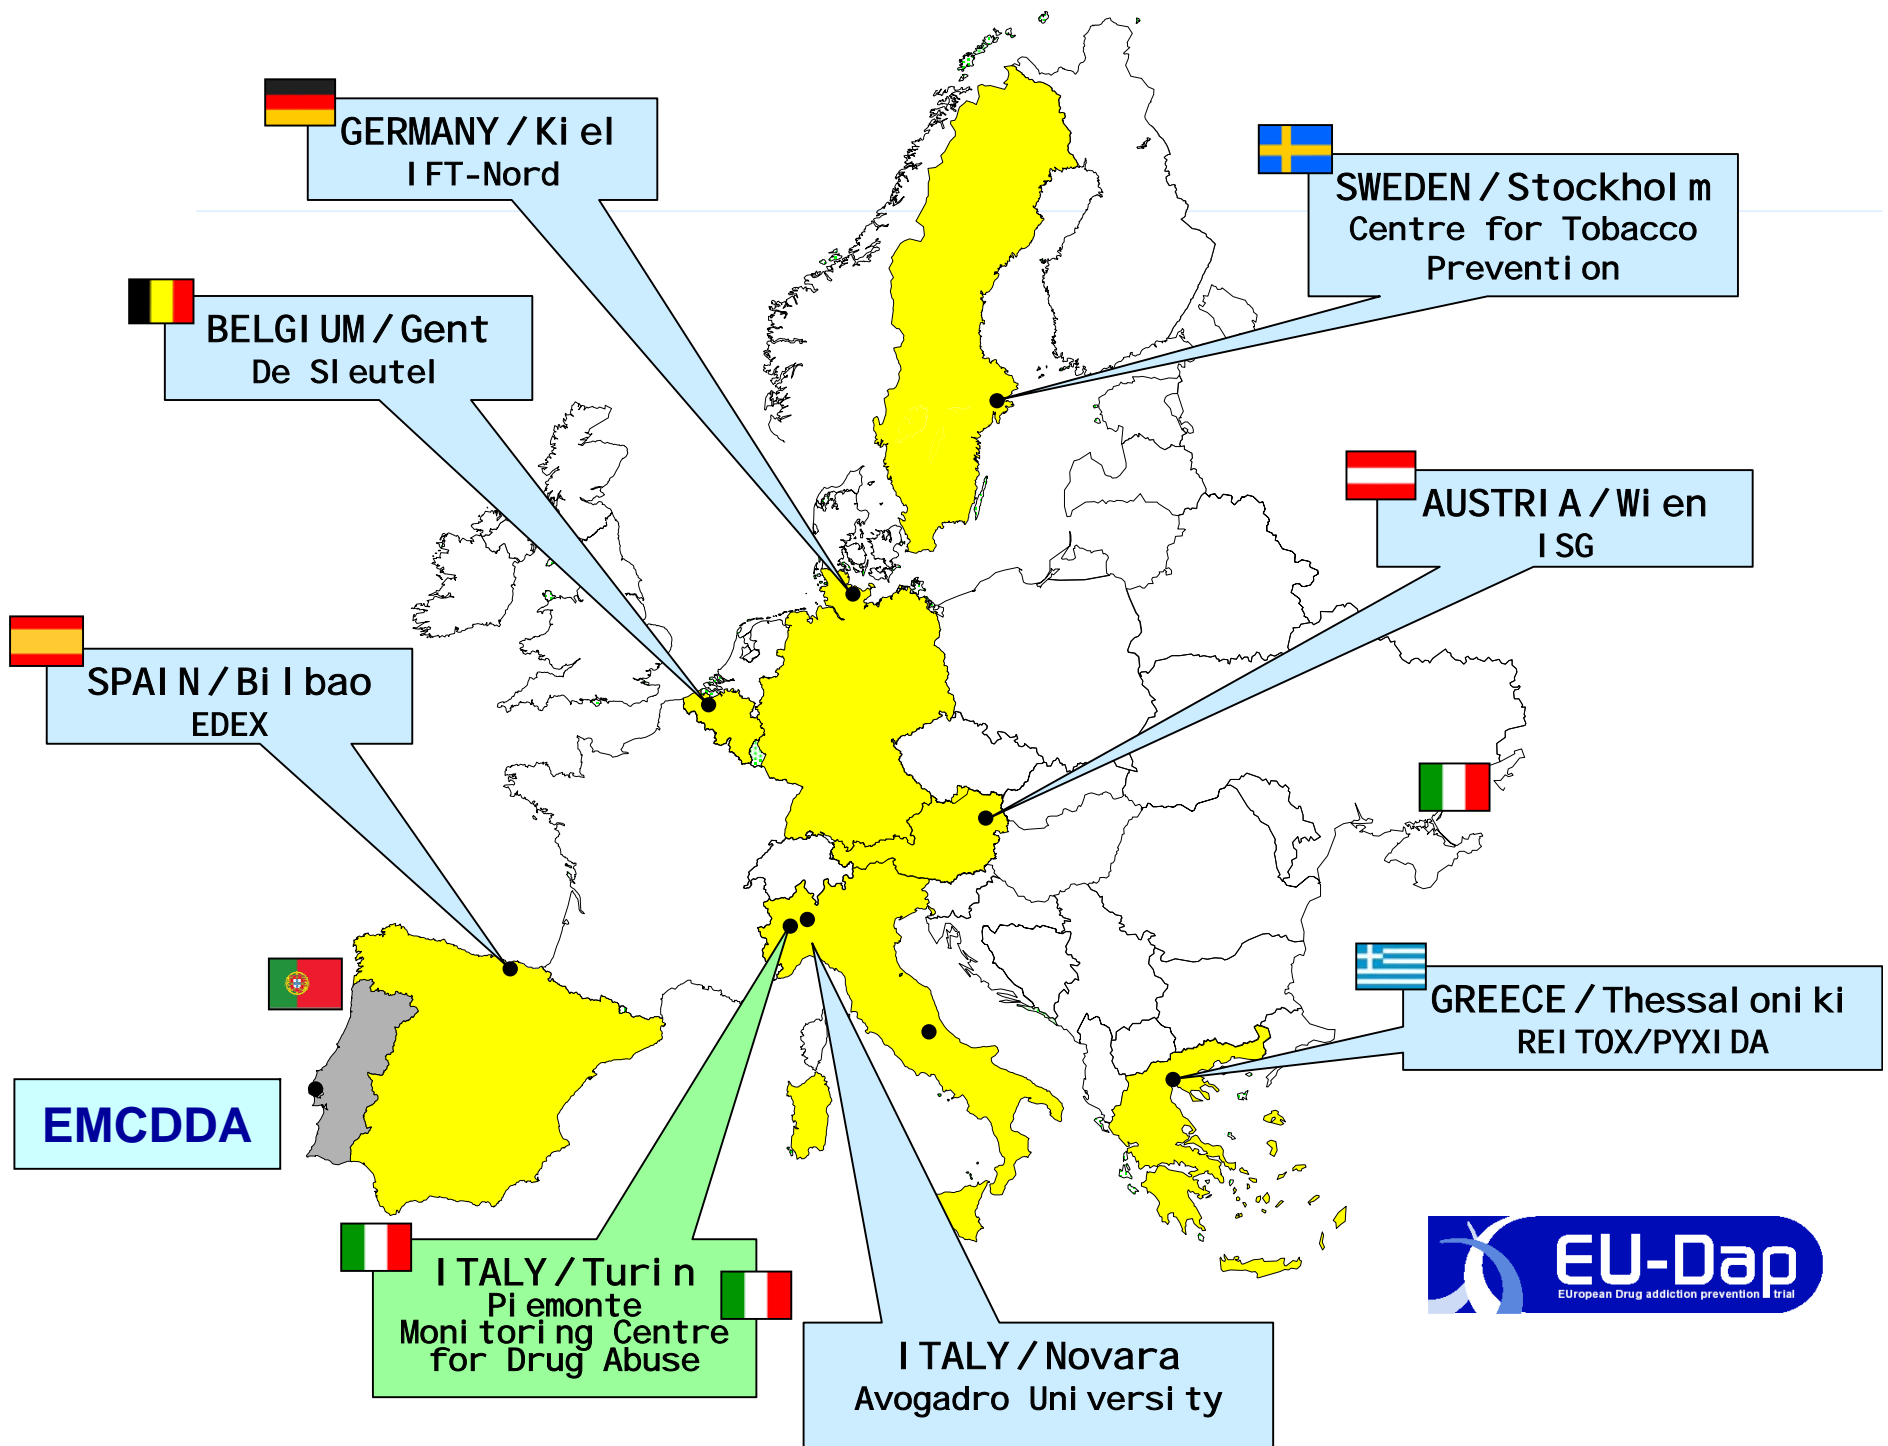 GERMANY/Kiel
IFT-Nord
SWEDEN/Stockholm
Centre for Tobacco
Prevention
BELGIUM/Gent
De Sleutel
AUSTRIA/Wien
ISG
SPAIN/Bilbao
EDEX
GREECE/Thessaloniki
REITOX/PYXIDA
EMCDDA
ITALY/Turin
Piemonte
Monitoring Centre
for Drug Abuse
ITALY/Novara
Avogadro University
EU-Dap
EUropean Drug addiction prevention trial